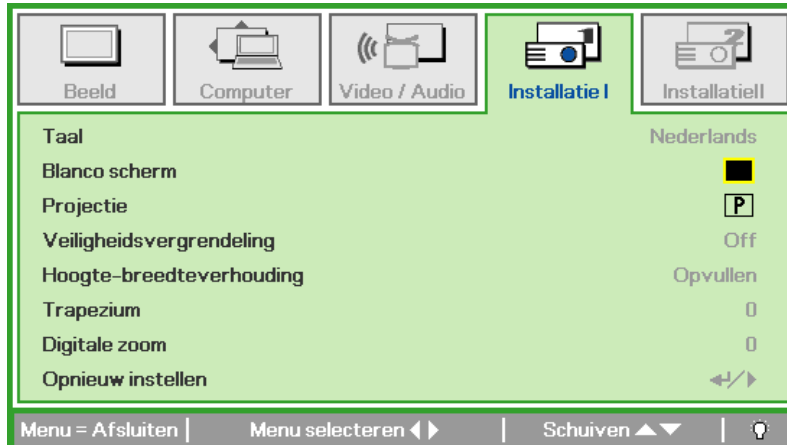 Beeld Computer Video / Audio Installatie I InstallatieII
Taal Nederlands
Blanco scherm
Projectie P
Veiligheidsvergrendeling Off
Hoogte-breedteverhouding Opvullen
Trapezium 0
Digitale zoom 0
Opnieuw instellen
Menu = Afsluiten Menu selecteren Schuiven